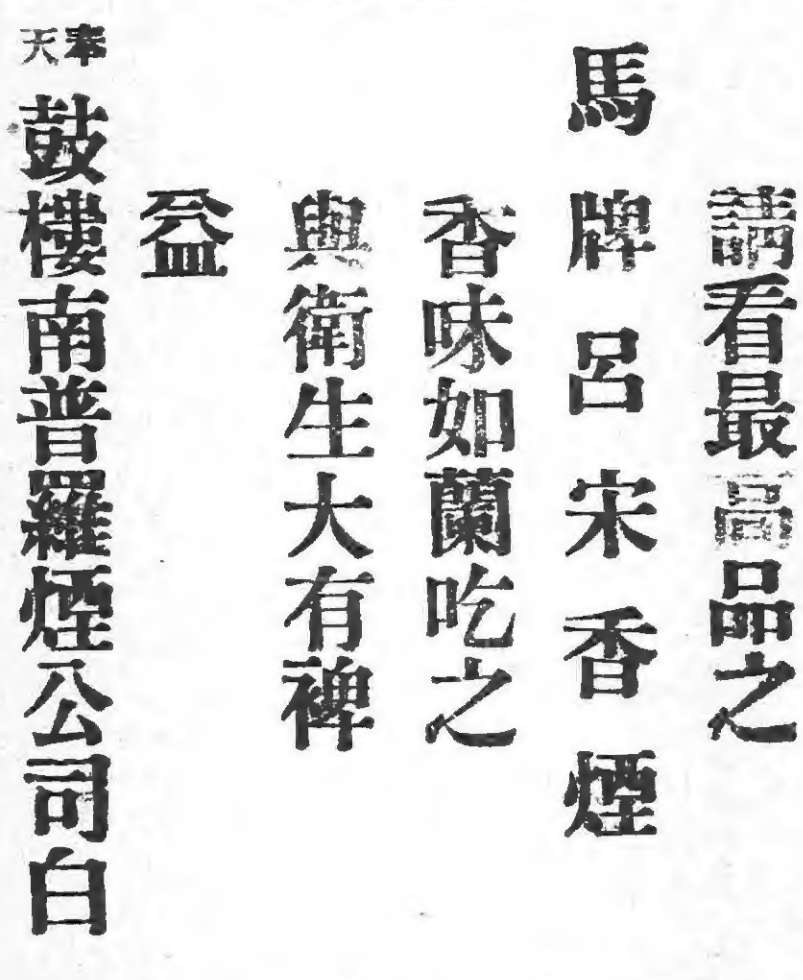 請看最高品之
馬牌呂宋香煙
香味如蘭吃之
與衛生大有裨
益
奉天
鼓樓南普羅煙公司白